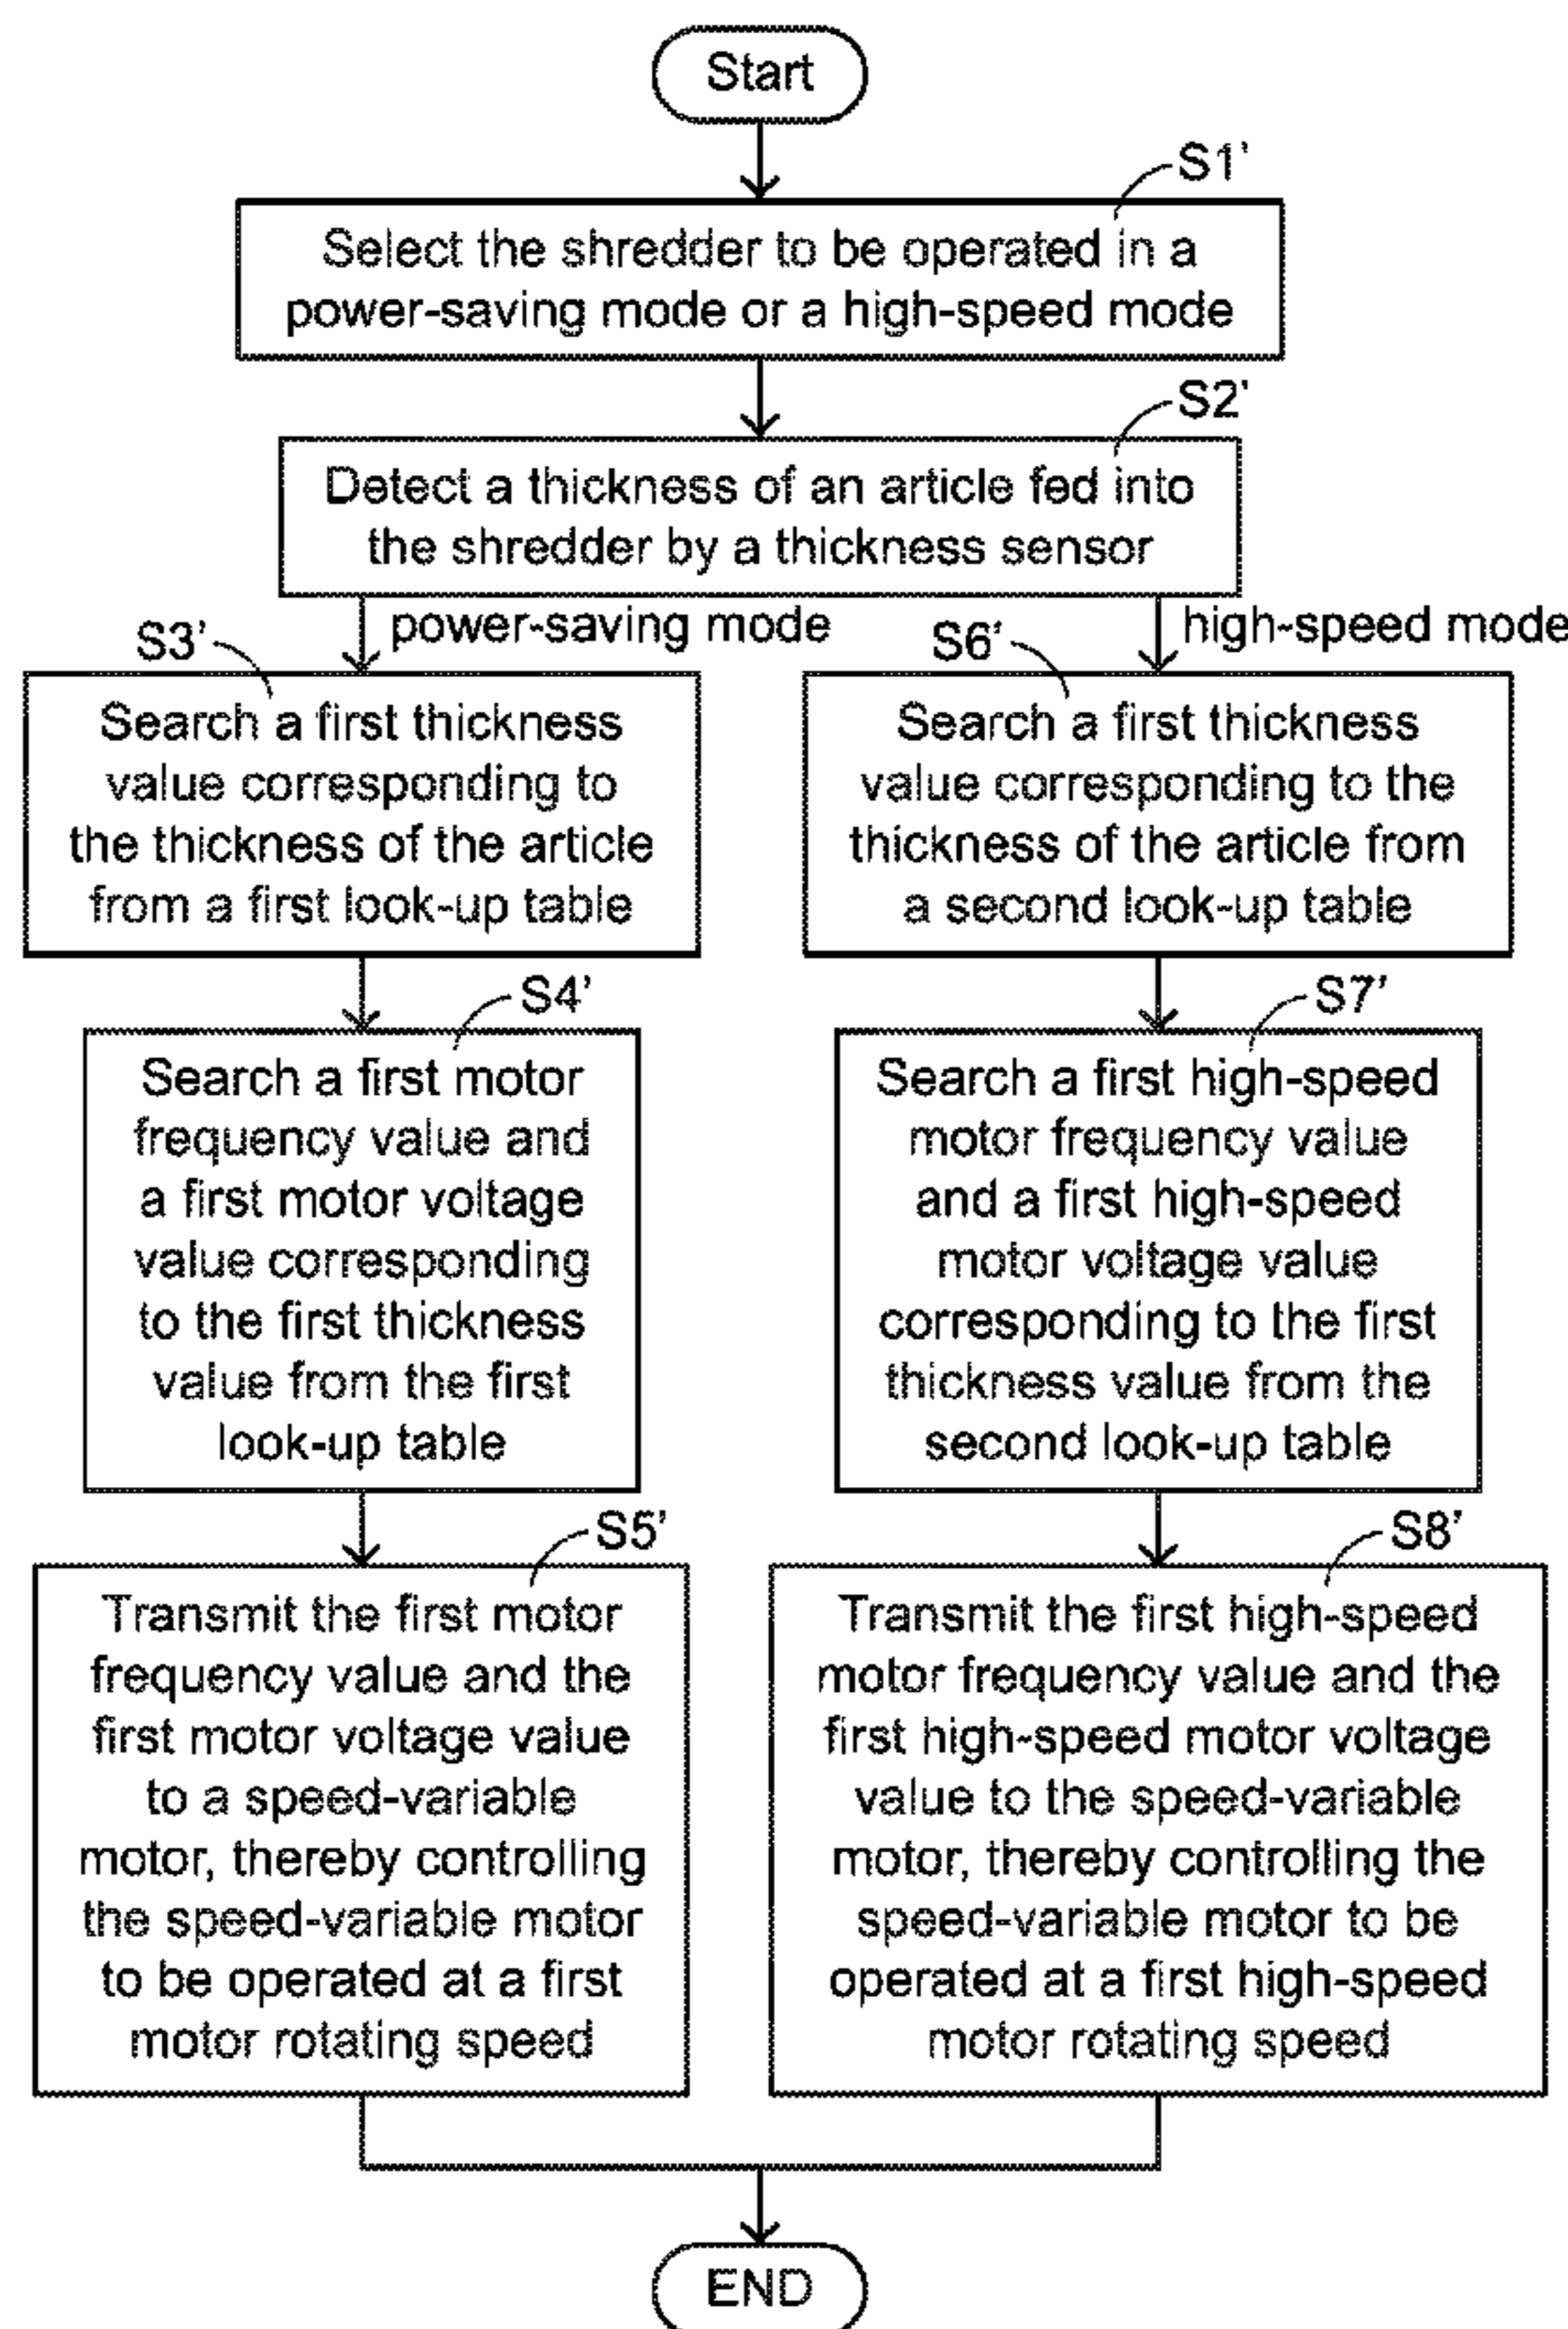 Start
S1'
Select the shredder to be operated in a
power-saving mode or a high-speed mode
S2'
Detect a thickness of an article fed into
the shredder by a thickness sensor
power-saving mode
high-speed mode
S3'
Search a first thickness
value corresponding to
the thickness of the article
from a first look-up table
S4'
Search a first motor
frequency value and
a first motor voltage
value corresponding
to the first thickness
value from the first
look-up table
S5'
Transmit the first motor
frequency value and the
first motor voltage value
to a speed-variable
motor, thereby controlling
the speed-variable motor
to be operated at a first
motor rotating speed
S6'
Search a first thickness
value corresponding to the
thickness of the article from
a second look-up table
S7'
Search a first high-speed
motor frequency value
and a first high-speed
motor voltage value
corresponding to the first
thickness value from the
second look-up table
S8'
Transmit the first high-speed
motor frequency value and the
first high-speed motor voltage
value to the speed-variable
motor, thereby controlling the
speed-variable motor to be
operated at a first high-speed
motor rotating speed
END